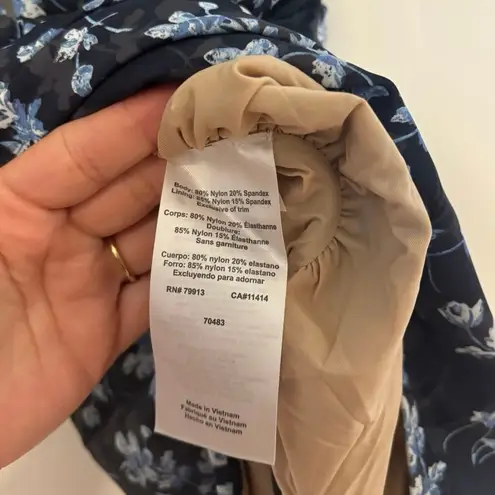 Body: 80% Nylon 20% Spandex
Lining: 85% Nylon 15% Spandex
Exclusive of trim
Corps: 80% Nylon 20% Élasthanne
Doublure:
85% Nylon 15% Élasthanne
Sans garniture
Cuerpo: 80% nylon 20% elastano
Forro: 85% nylon 15% elastano
Excluyendo para adornar
RN# 79913 CA#11414
70483
Made in Vietnam
Fabriqué au Vietnam
Hecho en Vietnam